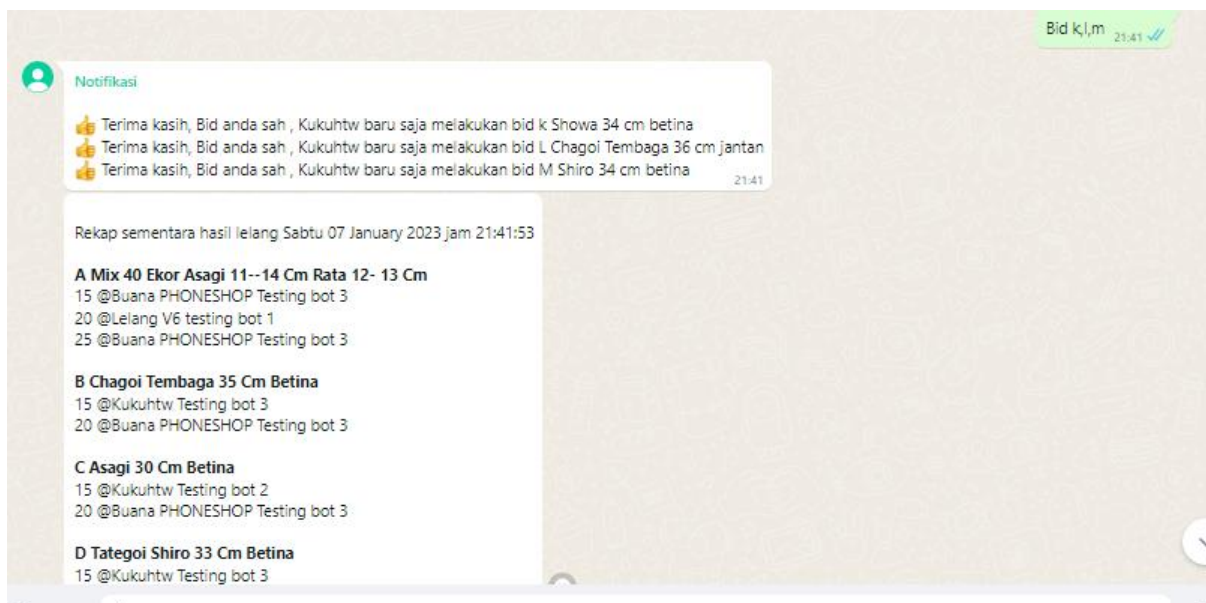 Bid k,l,m 21:41
Notifikasi
👍 Terima kasih, Bid anda sah , Kukuhtw baru saja melakukan bid k Showa 34 cm betina
👍 Terima kasih, Bid anda sah , Kukuhtw baru saja melakukan bid L Chagoi Tembaga 36 cm jantan
👍 Terima kasih, Bid anda sah , Kukuhtw baru saja melakukan bid M Shiro 34 cm betina
21:41
Rekap sementara hasil lelang Sabtu 07 January 2023 jam 21:41:53
A Mix 40 Ekor Asagi 11--14 Cm Rata 12- 13 Cm
15 @Buana PHONESHOP Testing bot 3
20 @Lelang V6 testing bot 1
25 @Buana PHONESHOP Testing bot 3
B Chagoi Tembaga 35 Cm Betina
15 @Kukuhtw Testing bot 3
20 @Buana PHONESHOP Testing bot 3
C Asagi 30 Cm Betina
15 @Kukuhtw Testing bot 2
20 @Buana PHONESHOP Testing bot 3
D Tategoi Shiro 33 Cm Betina
15 @Kukuhtw Testing bot 3